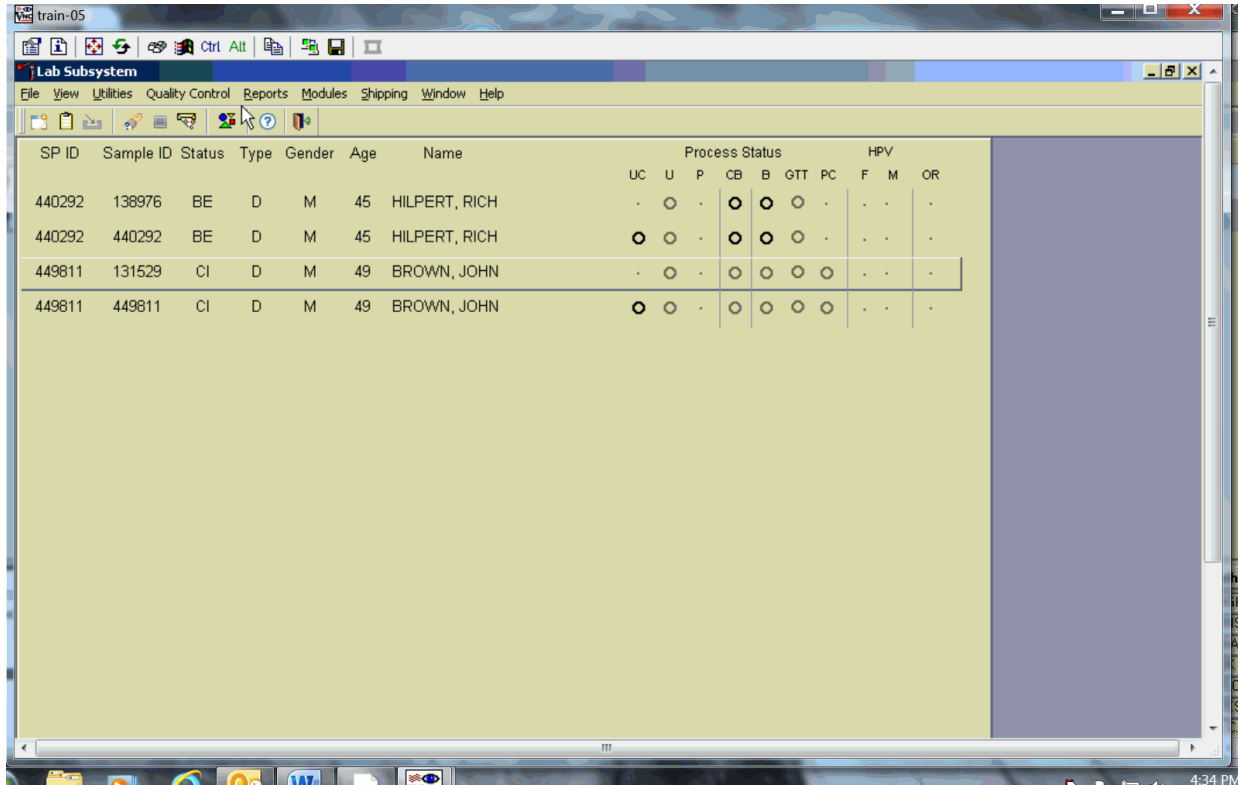 train-05
Ctrl Alt
Lab Subsystem
File View Utilities Quality Control Reports Modules Shipping Window Help
SP ID Sample ID Status Type Gender Age Name Process Status HPV
UC U P CB B GTT PC F M OR
440292 138976 BE D M 45 HILPERT, RICH
440292 440292 BE D M 45 HILPERT, RICH
449811 131529 CI D M 49 BROWN, JOHN
449811 449811 CI D M 49 BROWN, JOHN
4:34 PM